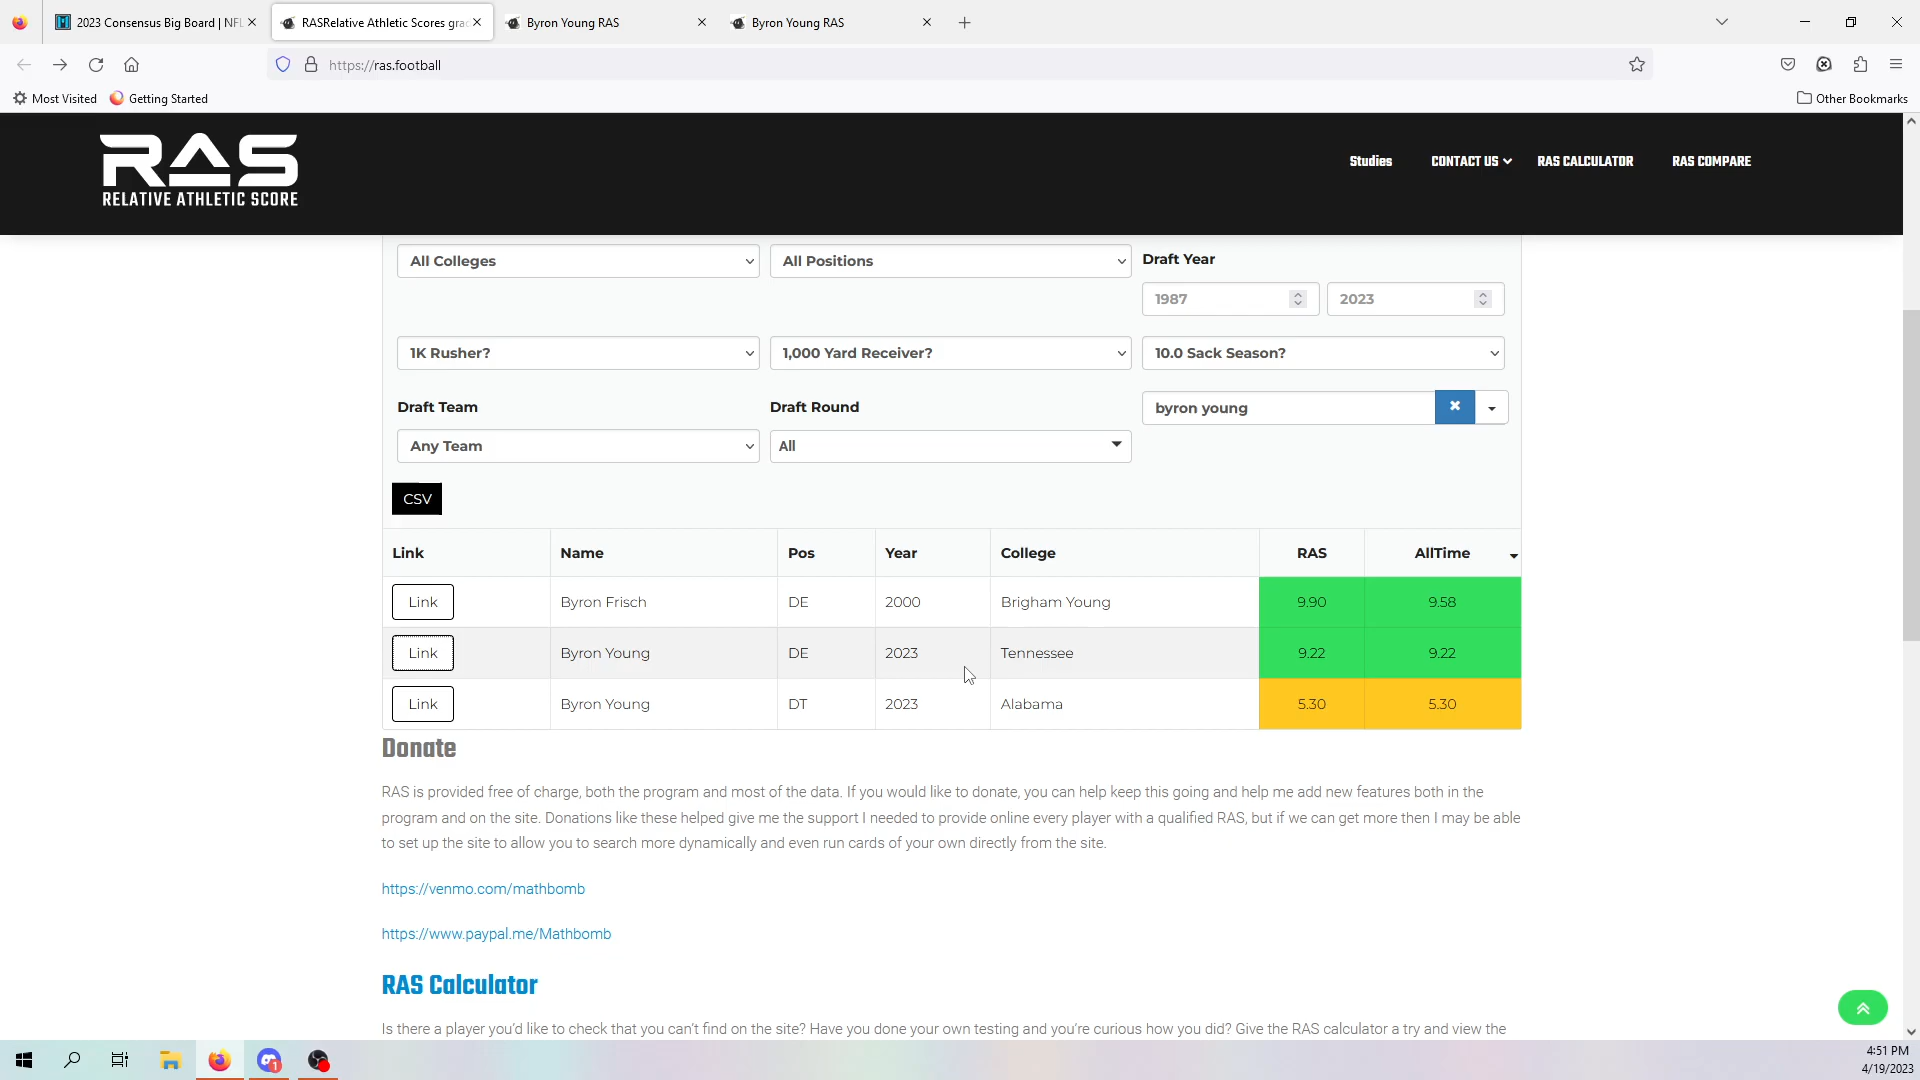 2023 Consensus Big Board | NFL
RASRelative Athletic Scores grad
Byron Young RAS
Byron Young RAS
https://ras.football
Most Visited
Getting Started
Other Bookmarks
RAS
RELATIVE ATHLETIC SCORE
Studies
CONTACT US
RAS CALCULATOR
RAS COMPARE
All Colleges
All Positions
Draft Year
1987
2023
1K Rusher?
1,000 Yard Receiver?
10.0 Sack Season?
Draft Team
Draft Round
byron young
Any Team
All
CSV
Link Name Pos Year College RAS AllTime
Link Byron Frisch DE 2000 Brigham Young 9.90 9.58
Link Byron Young DE 2023 Tennessee 9.22 9.22
Link Byron Young DT 2023 Alabama 5.30 5.30
Donate
RAS is provided free of charge, both the program and most of the data. If you would like to donate, you can help keep this going and help me add new features both in the
program and on the site. Donations like these helped give me the support I needed to provide online every player with a qualified RAS, but if we can get more then I may be able
to set up the site to allow you to search more dynamically and even run cards of your own directly from the site.
https://venmo.com/mathbomb
https://www.paypal.me/Mathbomb
RAS Calculator
Is there a player you'd like to check that you can't find on the site? Have you done your own testing and you're curious how you did? Give the RAS calculator a try and view the
1
4:51 PM
4/19/2023